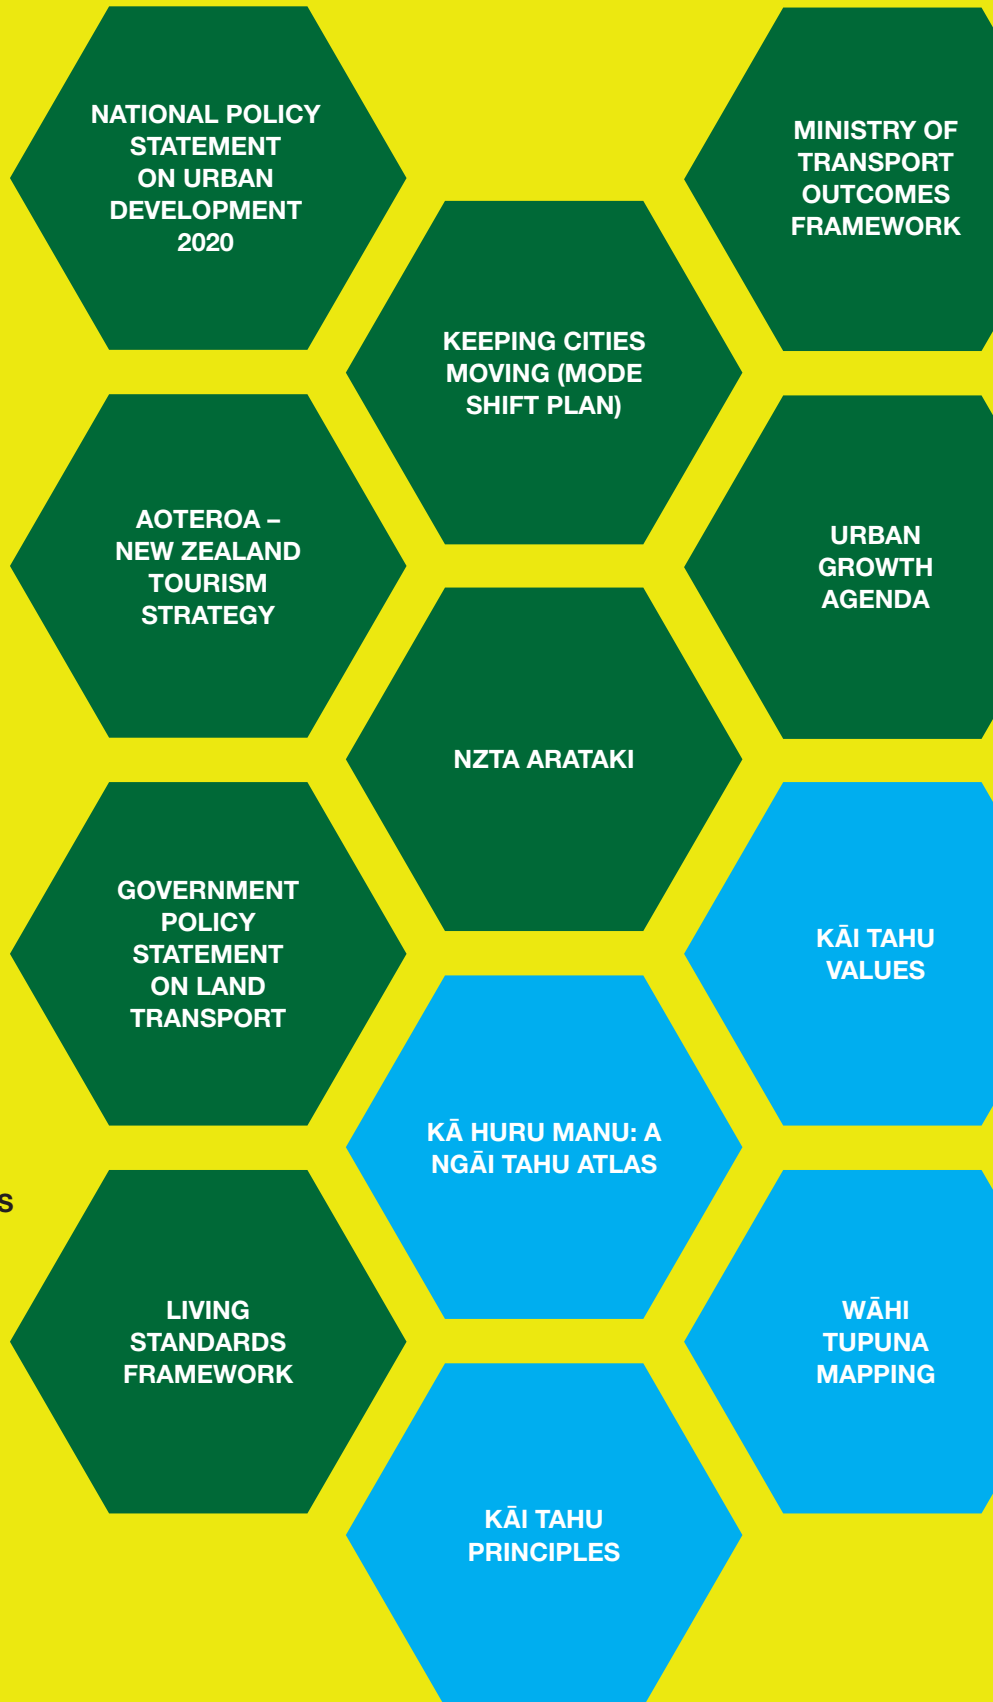 NATIONAL POLICY
STATEMENT
ON URBAN
DEVELOPMENT
2020
MINISTRY OF
TRANSPORT
OUTCOMES
FRAMEWORK
KEEPING CITIES
MOVING (MODE
SHIFT PLAN)
AOTEROA –
NEW ZEALAND
TOURISM
STRATEGY
URBAN
GROWTH
AGENDA
NZTA ARATAKI
GOVERNMENT
POLICY
STATEMENT
ON LAND
TRANSPORT
KĀI TAHU
VALUES
KĀ HURU MANU: A
NGĀI TAHU ATLAS
S
LIVING
STANDARDS
FRAMEWORK
WĀHI
TUPUNA
MAPPING
KĀI TAHU
PRINCIPLES